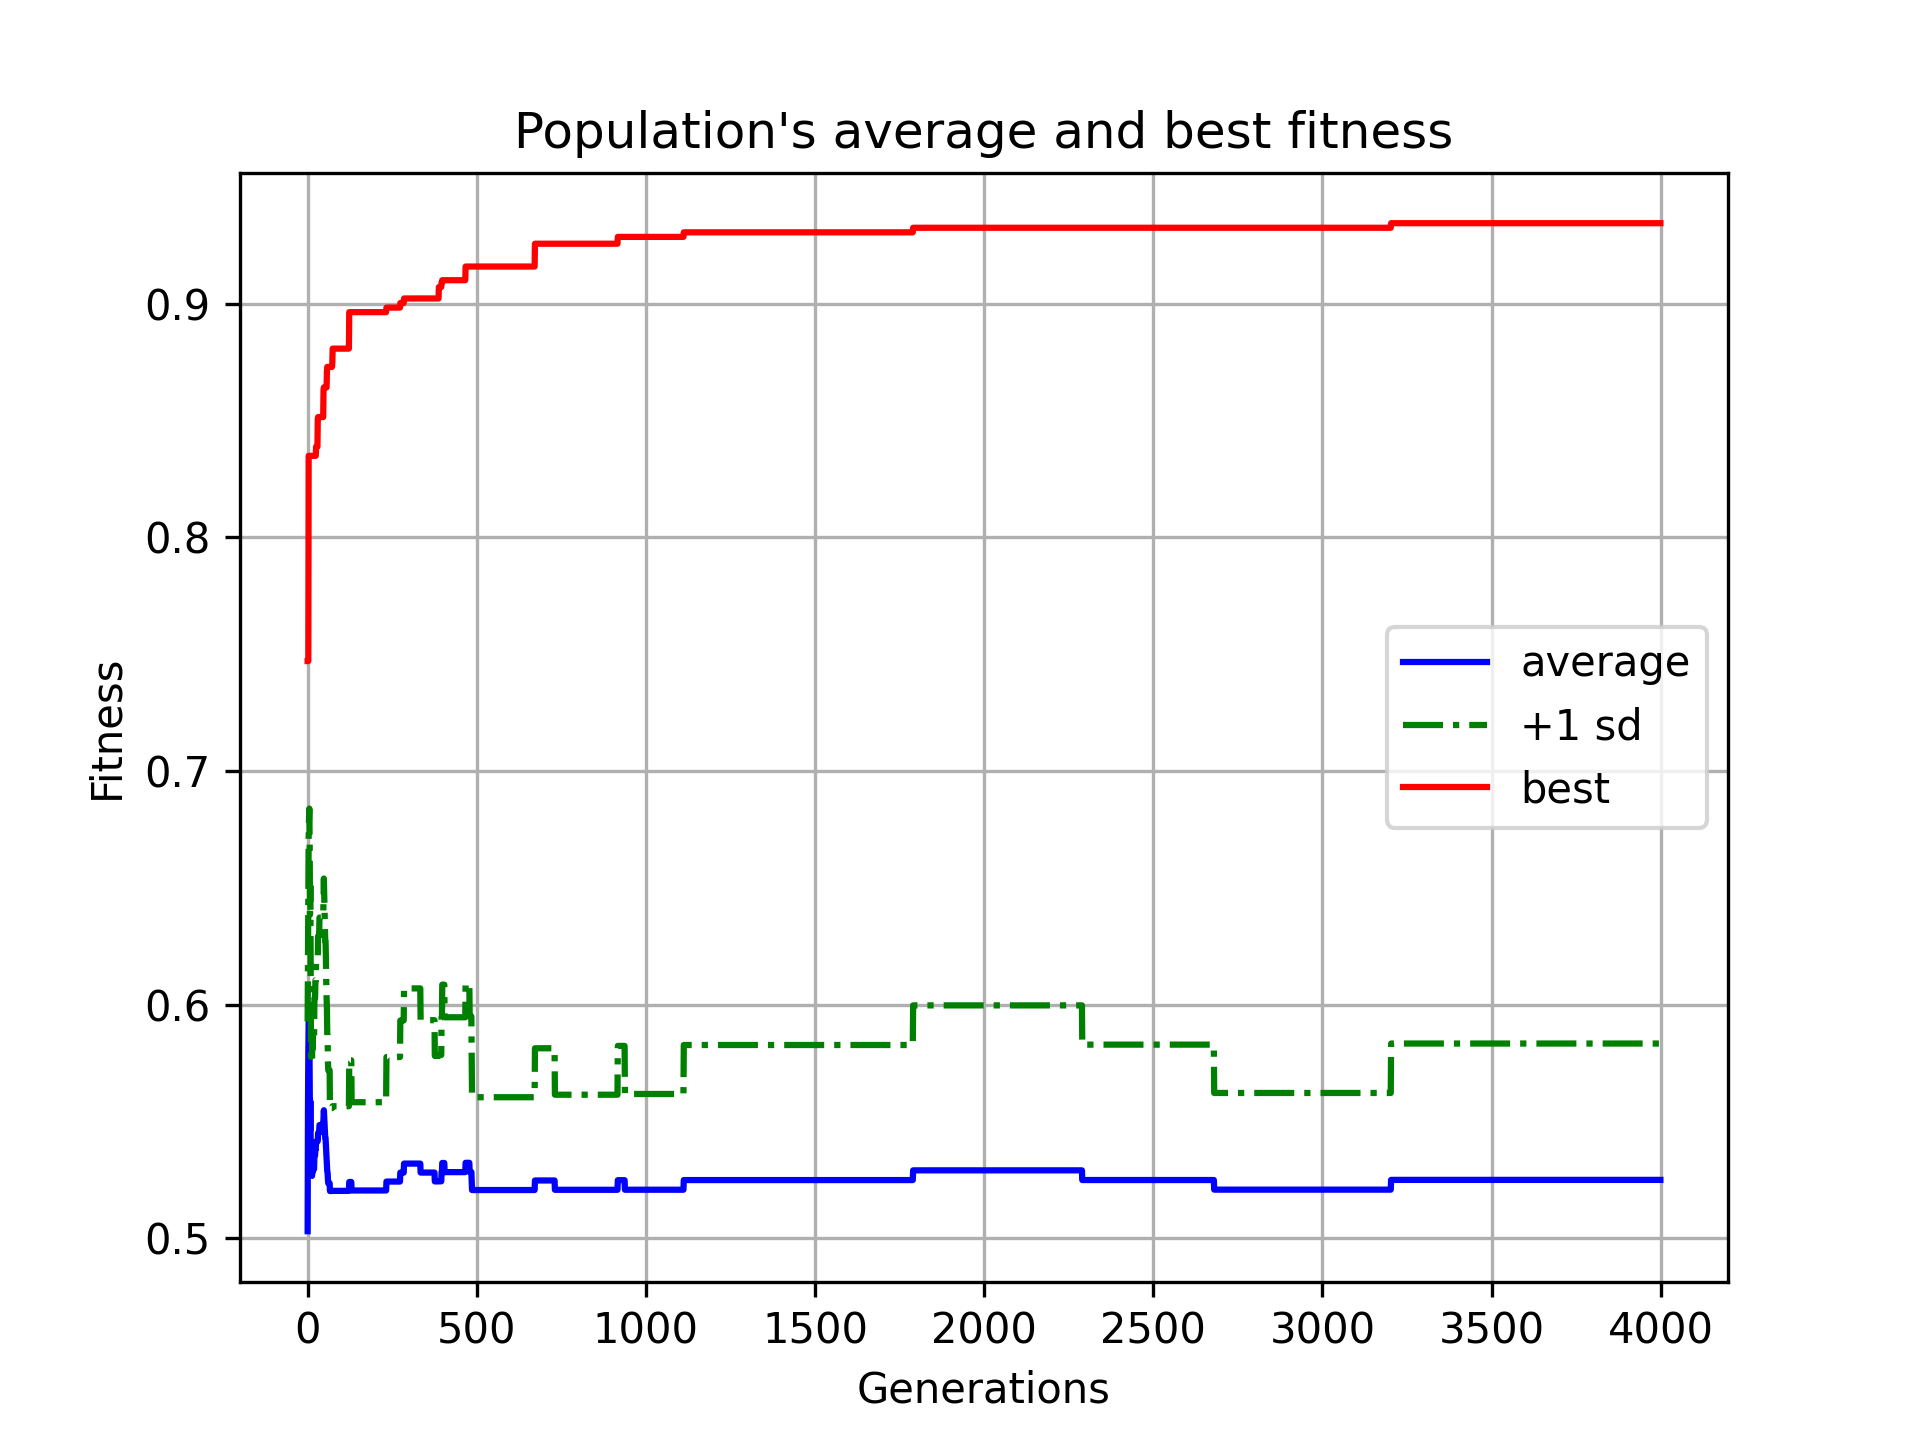 Population's average and best fitness
Fitness
0.9
0.8
0.7
0.6
0.5
average
+1 sd
best
0 500 1000 1500 2000 2500 3000 3500 4000
Generations